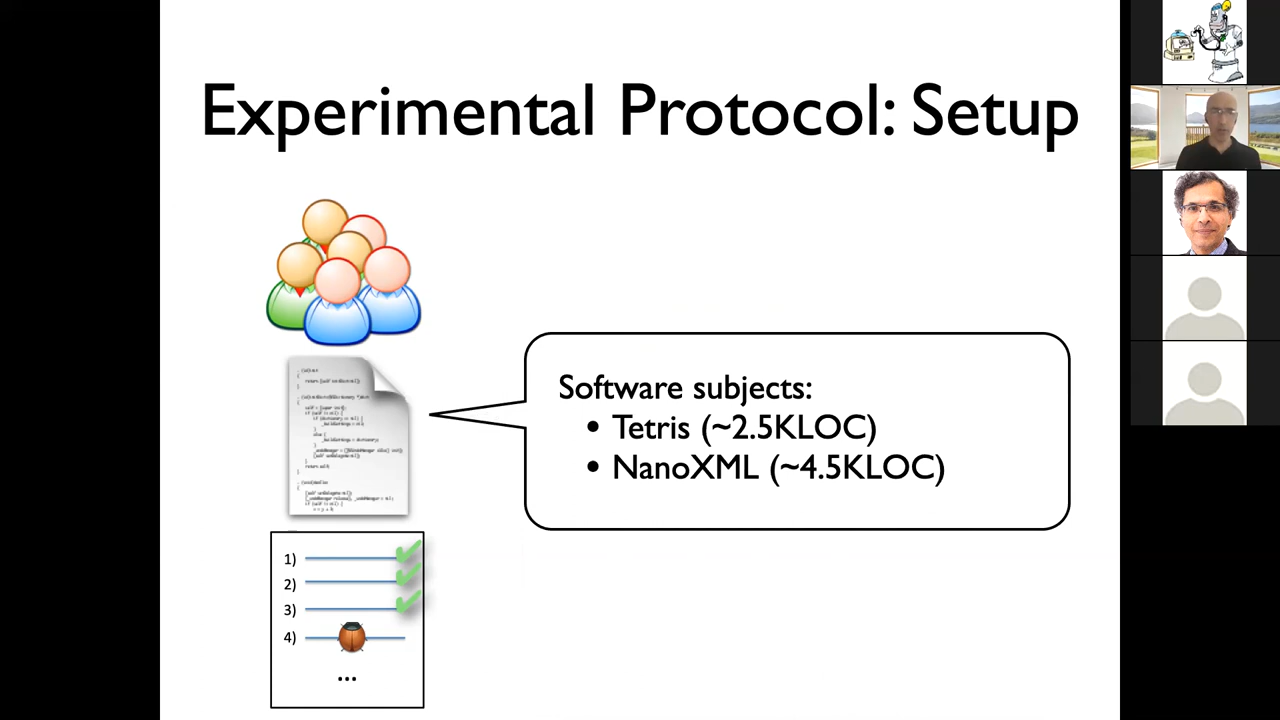 Experimental Protocol: Setup
Software subjects:
• Tetris (~2.5KLOC)
• NanoXML (~4.5KLOC)
1)
2)
3)
4)
...